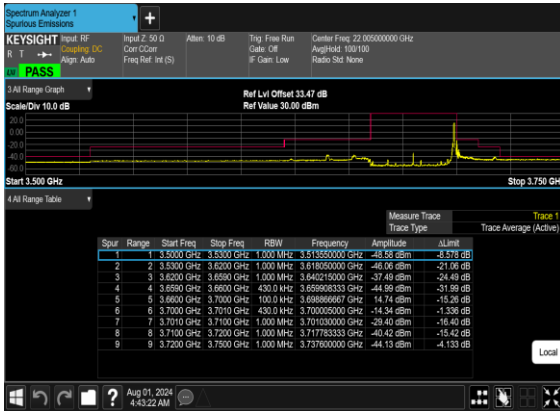 Spectrum Analyzer 1
Spurious Emissions
KEYSIGHT Input: RF Input Z: 50 Ω Atten: 10 dB Trig: Free Run Center Freq: 22.005000000 GHz
R T Coupling: DC Corr CCorr Gate: Off Avg|Hold: 100/100
Align: Auto Freq Ref: Int (S) IF Gain: Low Radio Std: None
LW PASS
3 All Range Graph
Ref Lvl Offset 33.47 dB
Scale/Div 10.0 dB Ref Value 30.00 dBm
20.0
0.00
-20.0
-40.0
-60.0
Start 3.500 GHz Stop 3.750 GH
4 All Range Table
Measure Trace Trace 1
Trace Type Trace Average (Active)
Spur Range Start Freq Stop Freq RBW Frequency Amplitude ΔLimit
1 1 3.5000 GHz 3.5300 GHz 1.000 MHz 3.513550000 GHz -48.58 dBm -8.578 dB
2 2 3.5300 GHz 3.6200 GHz 1.000 MHz 3.618050000 GHz -46.06 dBm -21.06 dB
3 3 3.6200 GHz 3.6590 GHz 1.000 MHz 3.640215000 GHz -37.49 dBm -24.49 dB
4 4 3.6590 GHz 3.6600 GHz 430.0 kHz 3.659908333 GHz -44.99 dBm -31.99 dB
5 5 3.6600 GHz 3.7000 GHz 100.0 kHz 3.698866667 GHz 14.74 dBm -15.26 dB
6 6 3.7000 GHz 3.7010 GHz 430.0 kHz 3.700005000 GHz -14.34 dBm -1.336 dB
7 7 3.7010 GHz 3.7100 GHz 1.000 MHz 3.701030000 GHz -29.40 dBm -16.40 dB
8 8 3.7100 GHz 3.7200 GHz 1.000 MHz 3.717783333 GHz -40.42 dBm -15.42 dB
9 9 3.7200 GHz 3.7500 GHz 1.000 MHz 3.737600000 GHz -44.13 dBm -4.133 dB
Local
Aug 01, 2024
4:43:22 AM